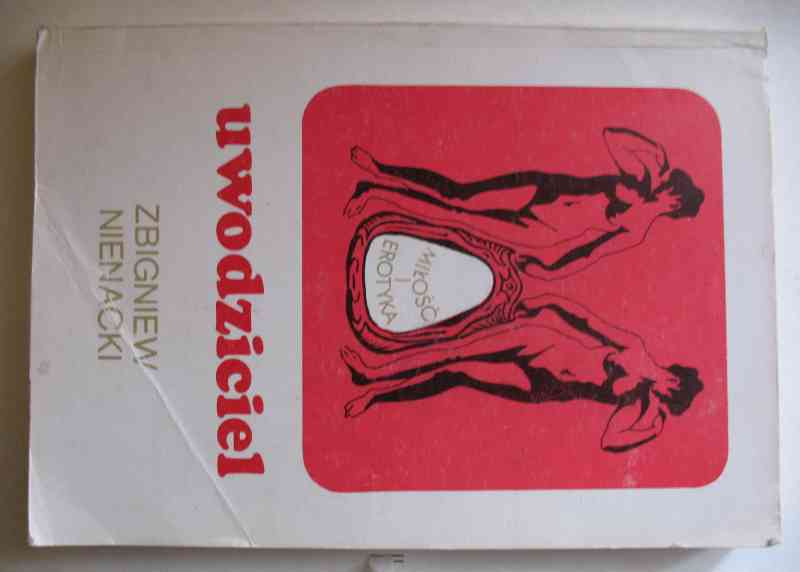 MIŁOŚĆ
I
EROTYKA
uwodziciel
ZBIGNIEW
NIENACKI